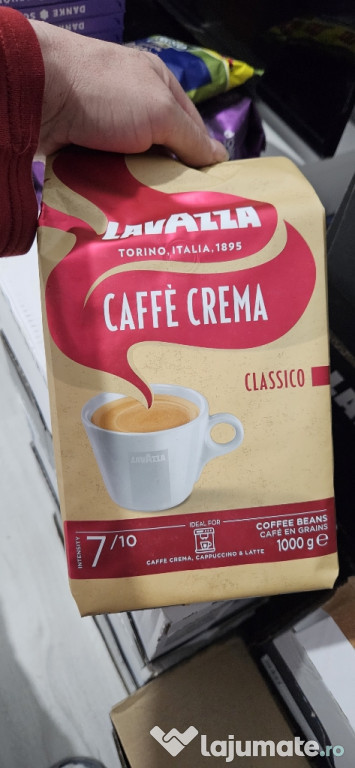 DANKE
LAVAZZA
TORINO, ITALIA, 1895
CAFFÈ CREMA
CLASSICO
LAVAZZA
INTENSITY
7/10
IDEAL FOR
CAFFÈ CREMA, CAPPUCCINO & LATTE
COFFEE BEANS
CAFÉ EN GRAINS
1000 g ℮
lajumate.ro